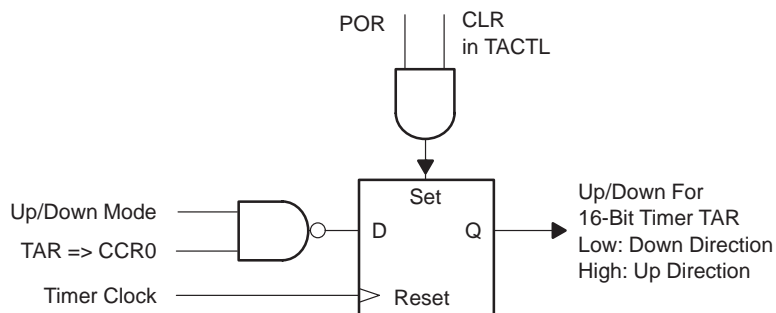 POR
CLR
in TACTL
Set
Up/Down Mode
TAR => CCR0
D
Q
Up/Down For
16-Bit Timer TAR
Low: Down Direction
High: Up Direction
Timer Clock
Reset